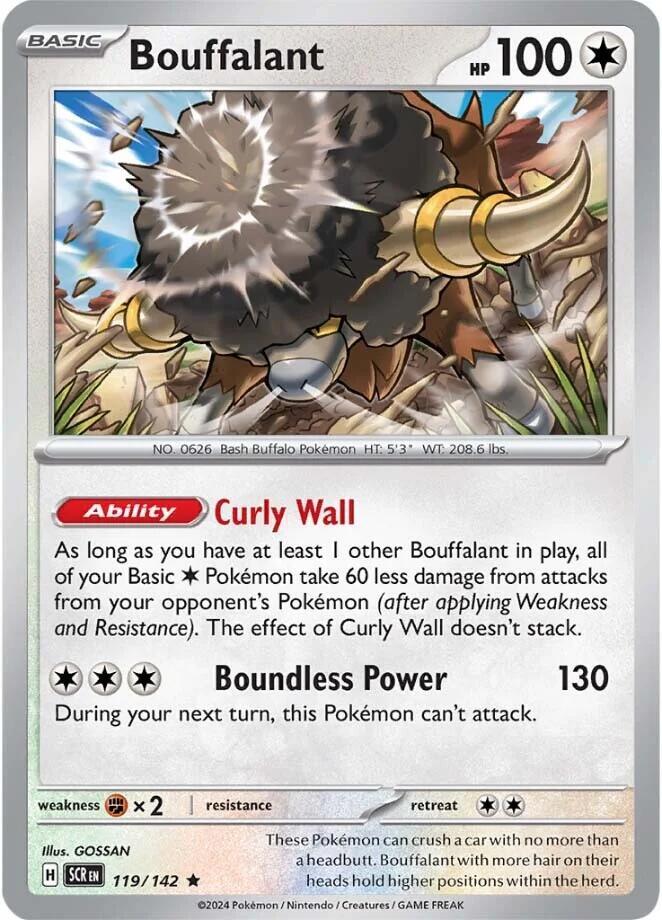 BASIC
Bouffalant
HP 100
NO. 0626 Bash Buffalo Pokémon HT: 5'3" WT: 208.6 lbs.
Ability Curly Wall
As long as you have at least 1 other Bouffalant in play, all
of your Basic Pokémon take 60 less damage from attacks
from your opponent's Pokémon (after applying Weakness
and Resistance). The effect of Curly Wall doesn't stack.
Boundless Power 130
During your next turn, this Pokémon can't attack.
weakness ×2 resistance retreat
Illus. GOSSAN
H SCR EN 119/142 ★
These Pokémon can crush a car with no more than
a headbutt. Bouffalant with more hair on their
heads hold higher positions within the herd.
©2024 Pokémon / Nintendo / Creatures / GAME FREAK